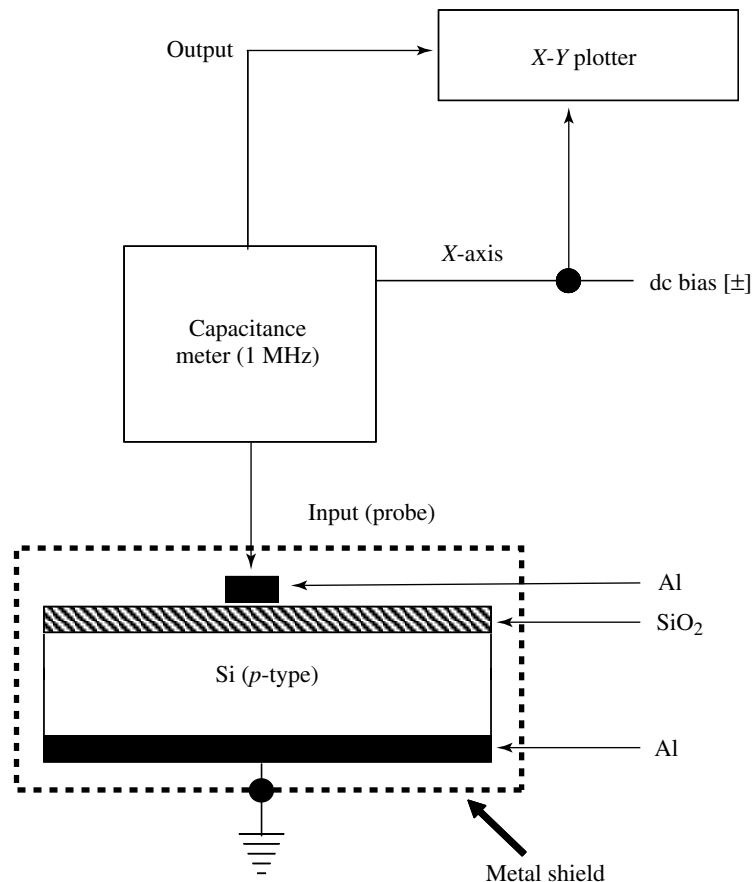 Output
X-Y plotter
X-axis
dc bias [±]
Capacitance
meter (1 MHz)
Input (probe)
Al
SiO₂
Si (p-type)
Al
Metal shield